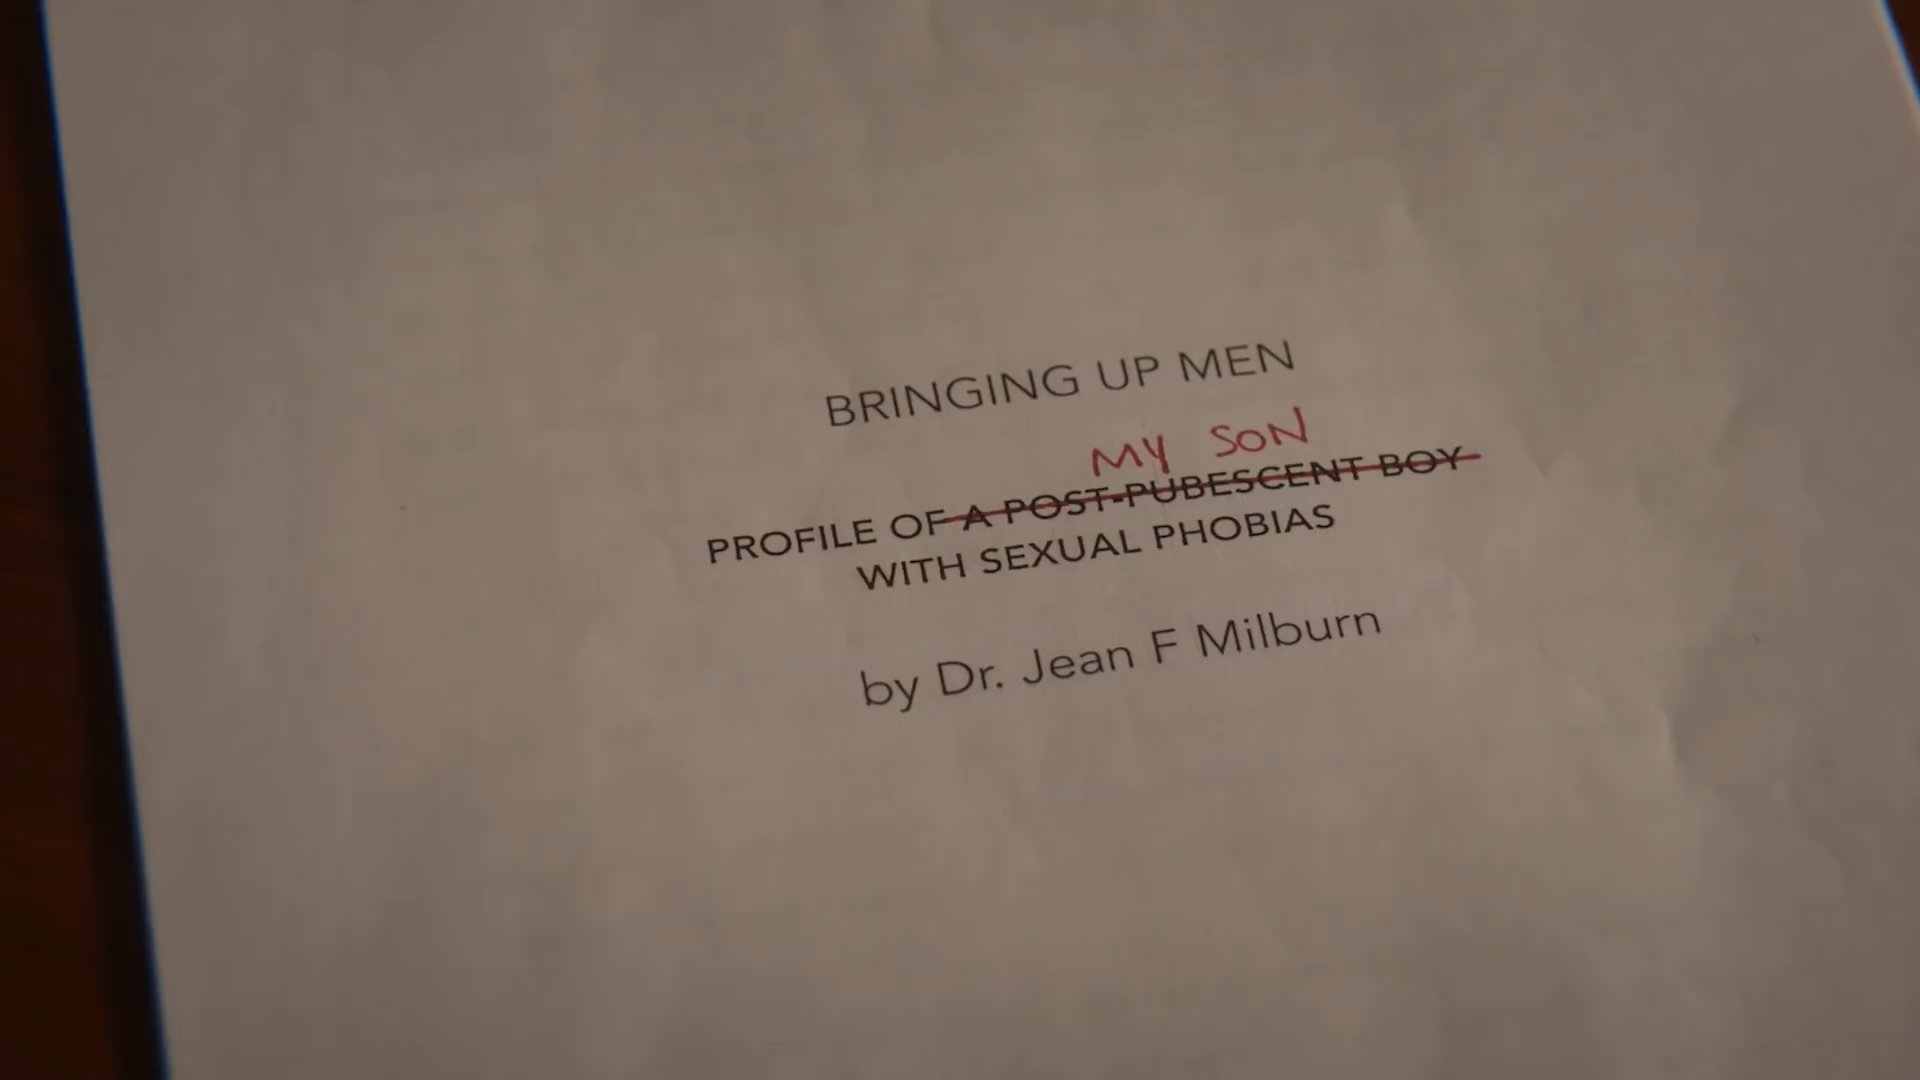 BRINGING UP MEN
MY SON
PROFILE OF A POST-PUBESCENT BOY
WITH SEXUAL PHOBIAS
by Dr. Jean F Milburn